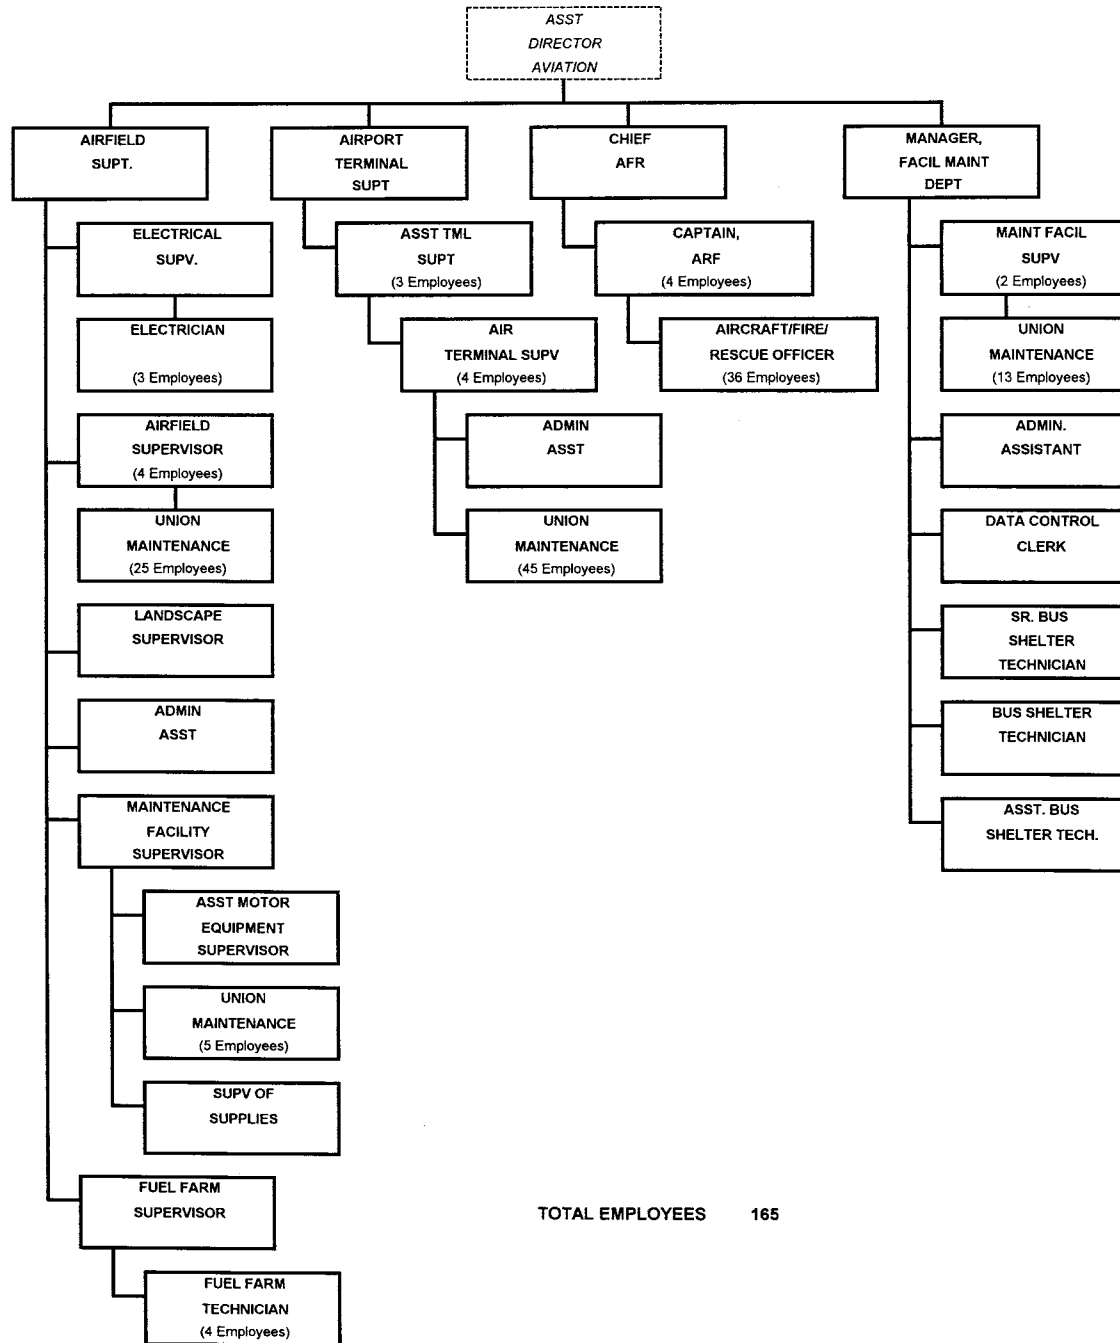 ASST
DIRECTOR
AVIATION
AIRFIELD
SUPT.
AIRPORT
TERMINAL
SUPT
CHIEF
AFR
MANAGER,
FACIL MAINT
DEPT
ELECTRICAL
SUPV.
ELECTRICIAN
(3 Employees)
AIRFIELD
SUPERVISOR
(4 Employees)
UNION
MAINTENANCE
(25 Employees)
LANDSCAPE
SUPERVISOR
ADMIN
ASST
MAINTENANCE
FACILITY
SUPERVISOR
ASST MOTOR
EQUIPMENT
SUPERVISOR
UNION
MAINTENANCE
(5 Employees)
SUPV OF
SUPPLIES
FUEL FARM
SUPERVISOR
FUEL FARM
TECHNICIAN
(4 Employees)
ASST TML
SUPT
(3 Employees)
AIR
TERMINAL SUPV
(4 Employees)
ADMIN
ASST
UNION
MAINTENANCE
(45 Employees)
CAPTAIN,
ARF
(4 Employees)
AIRCRAFT/FIRE/
RESCUE OFFICER
(36 Employees)
MAINT FACIL
SUPV
(2 Employees)
UNION
MAINTENANCE
(13 Employees)
ADMIN.
ASSISTANT
DATA CONTROL
CLERK
SR. BUS
SHELTER
TECHNICIAN
BUS SHELTER
TECHNICIAN
ASST. BUS
SHELTER TECH.
TOTAL EMPLOYEES 165